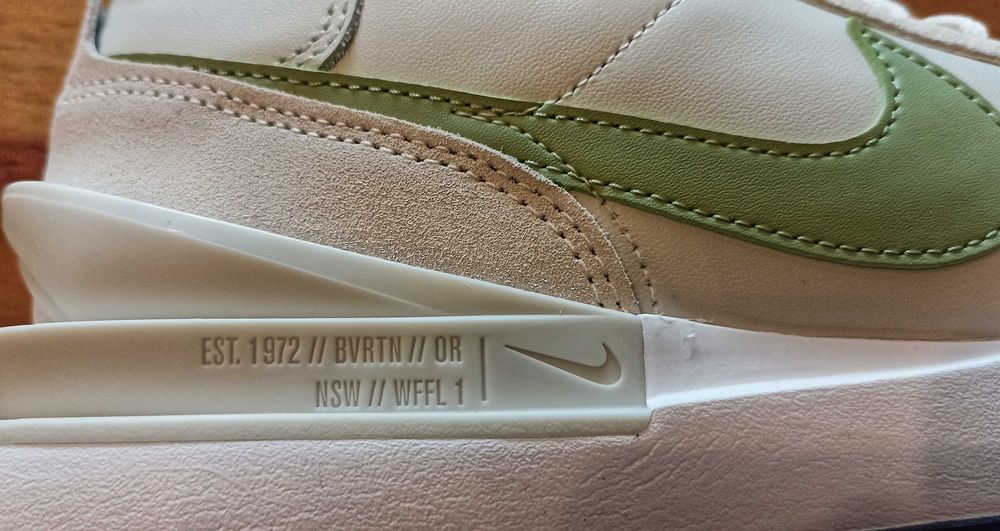 EST. 1972 // BVRTN // OR
NSW // WFFL 1